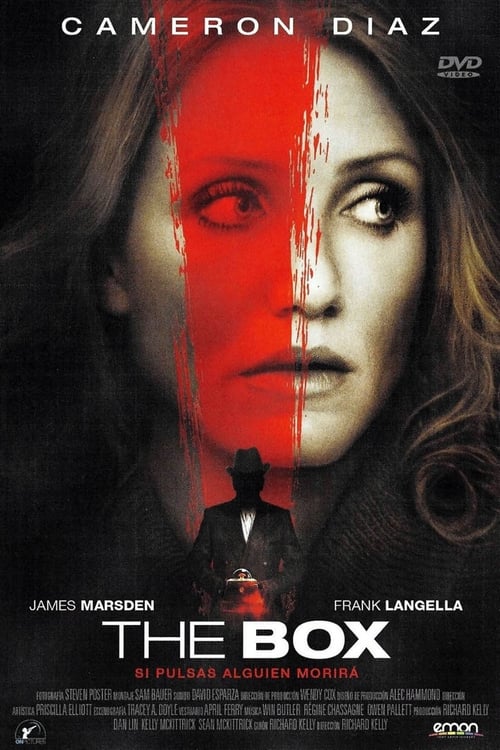 CAMERON DIAZ
DVD
VIDEO
JAMES MARSDEN FRANK LANGELLA
THE BOX
SI PULSAS ALGUIEN MORIRÁ
FOTOGRAFÍA STEVEN POSTER MONTAJE SAM BAUER SONIDO DAVID ESPARZA DIRECCIÓN DE PRODUCCIÓN WENDY COX DISEÑO DE PRODUCCIÓN ALEC HAMMOND DIRECCIÓN
ARTÍSTICA PRISCILLA ELLIOTT ESCENOGRAFÍA TRACEY A. DOYLE VESTUARIO APRIL FERRY MÚSICA WIN BUTLER RÉGINE CHASSAGNE OWEN PALLETT PRODUCCIÓN RICHARD KELLY
DAN LIN KELLY MCKITTRICK SEAN MCKITTRICK GUIÓN RICHARD KELLY DIRECCIÓN RICHARD KELLY
ON PICTURES
emon